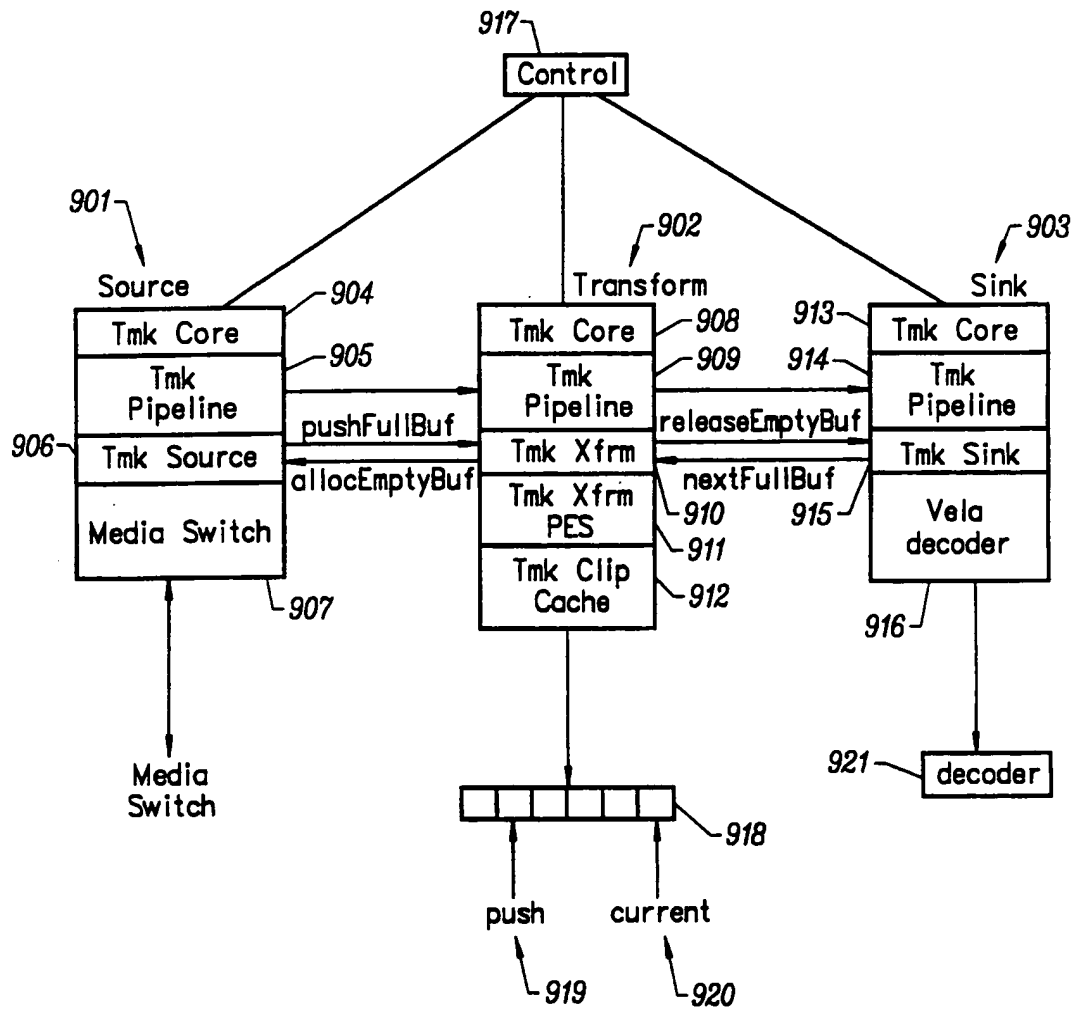 917
Control
901
902
903
Source
Transform
Sink
904
Tmk Core
Tmk Core
908
913
Tmk Core
905
Tmk
Pipeline
Tmk
Pipeline
909
914
Tmk
Pipeline
pushFullBuf
releaseEmptyBuf
906
Tmk Source
allocEmptyBuf
Tmk Xfrm
nextFullBuf
Tmk Sink
910
915
Media Switch
Tmk Xfrm
PES
911
Vela
decoder
907
Tmk Clip
Cache
912
916
Media
Switch
921
decoder
918
push
current
919
920